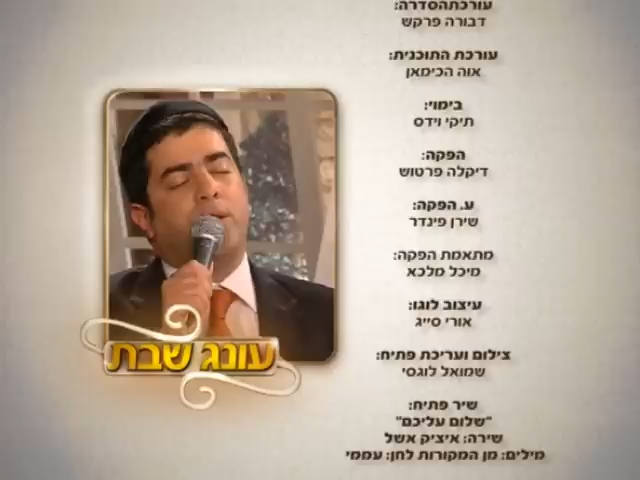 עורכת הסדרה:
דבורה פרקש
עורכת התוכנית:
אוה הכימאן
בימוי:
תיקי וידס
הפקה:
דיקלה פרטוש
ע. הפקה:
שירן פינדר
מתאמת הפקה:
מיכל מלכא
עיצוב לוגו:
אורי סייג
צילום ועריכת פתיח:
שמואל לוגסי
שיר פתיח:
"שלום עליכם"
שירה: איציק אשל
מילים: מן המקורות לחן: עממי
עונג שבת